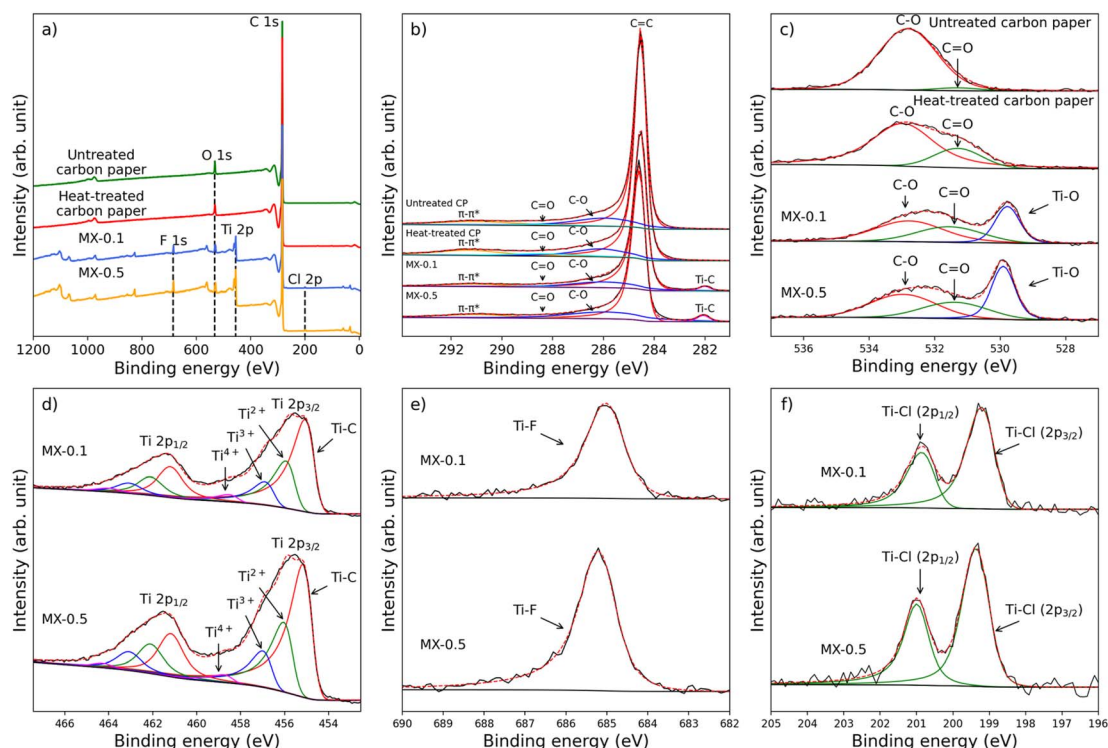 a)
C 1s
O 1s
Untreated
carbon paper
Heat-treated
carbon paper
MX-0.1
F 1s
Ti 2p
MX-0.5
Cl 2p
Intensity (arb. unit)
1200 1000 800 600 400 200 0
Binding energy (eV)
b)
C=C
Untreated CP
π-π* C=O C-O
Heat-treated CP
π-π* C=O C-O
MX-0.1
π-π* C=O C-O Ti-C
MX-0.5
π-π* C=O C-O Ti-C
Intensity (arb. unit)
292 290 288 286 284 282
Binding energy (eV)
c)
C-O
Untreated carbon paper
C=O
Heat-treated carbon paper
C-O
C=O
MX-0.1
C-O
C=O
Ti-O
MX-0.5
C-O
C=O
Ti-O
Intensity (arb. unit)
536 534 532 530 528
Binding energy (eV)
d)
MX-0.1
Ti 2p1/2
Ti4+
Ti3+
Ti2+
Ti 2p3/2
Ti-C
MX-0.5
Ti 2p1/2
Ti4+
Ti3+
Ti2+
Ti 2p3/2
Ti-C
Intensity (arb. unit)
466 464 462 460 458 456 454
Binding energy (eV)
e)
Ti-F
MX-0.1
Ti-F
MX-0.5
Intensity (arb. unit)
690 689 688 687 686 685 684 683 682
Binding energy (eV)
f)
Ti-Cl (2p1/2)
Ti-Cl (2p3/2)
MX-0.1
Ti-Cl (2p1/2)
Ti-Cl (2p3/2)
MX-0.5
Intensity (arb. unit)
205 204 203 202 201 200 199 198 197 196
Binding energy (eV)